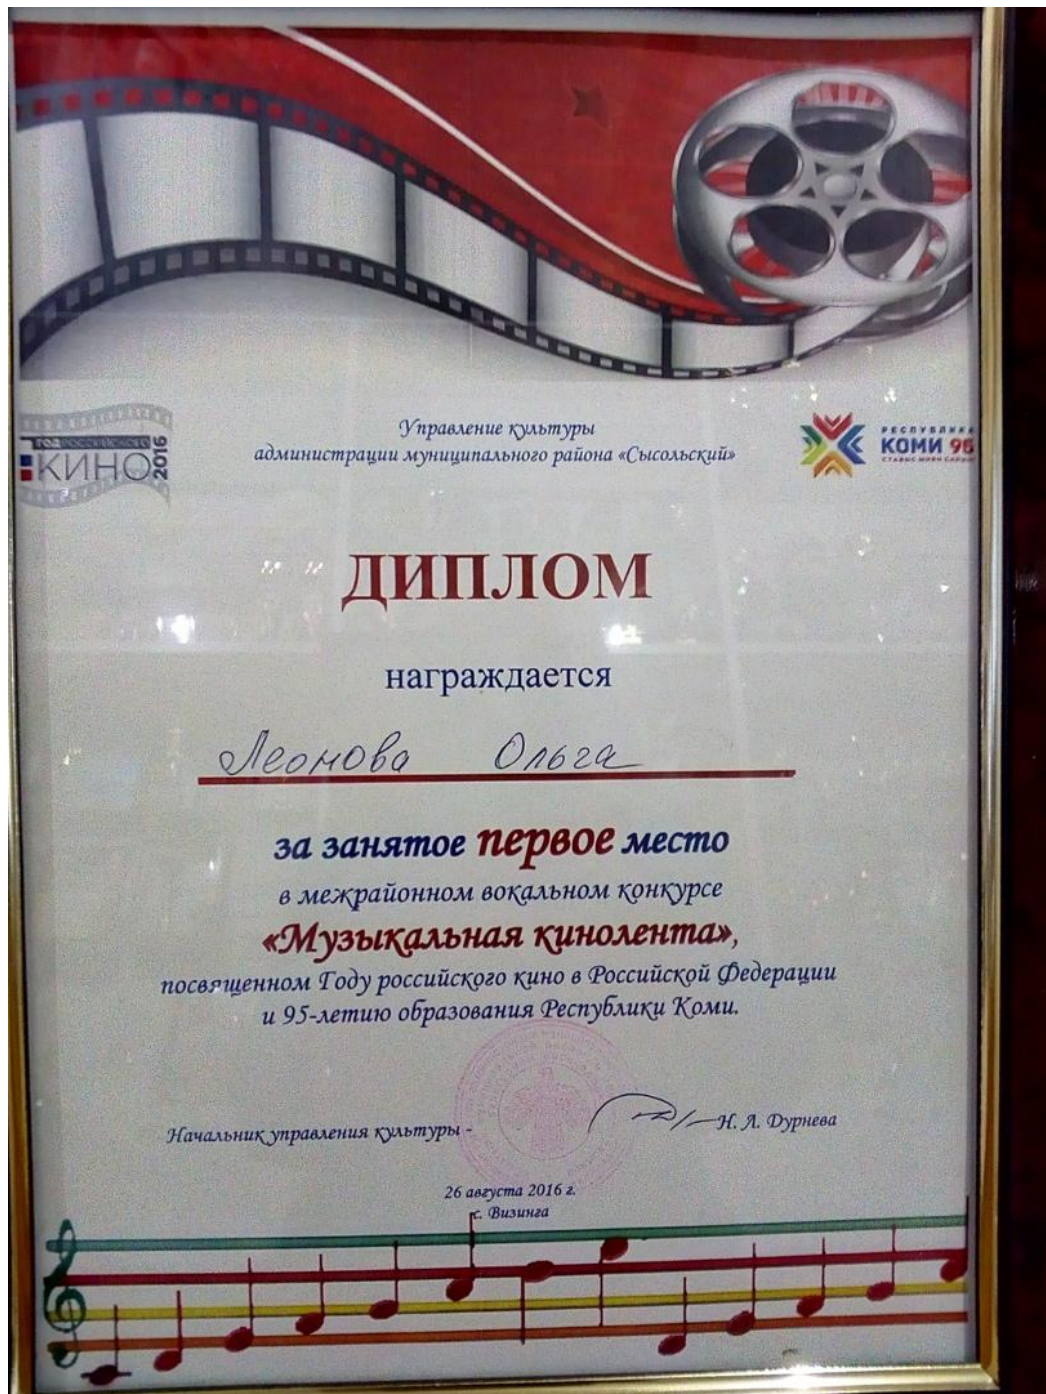 ГОД РОССИЙСКОГО
КИНО
2016
Управление культуры
администрации муниципального района «Сысольский»
РЕСПУБЛИКА
КОМИ 95
ДИПЛОМ
награждается
Леонова Ольга
за занятое первое место
в межрайонном вокальном конкурсе
«Музыкальная кинолента»,
посвященном Году российского кино в Российской Федерации
и 95-летию образования Республики Коми.
Начальник управления культуры - Н. А. Дурнева
26 августа 2016 г.
с. Визинга